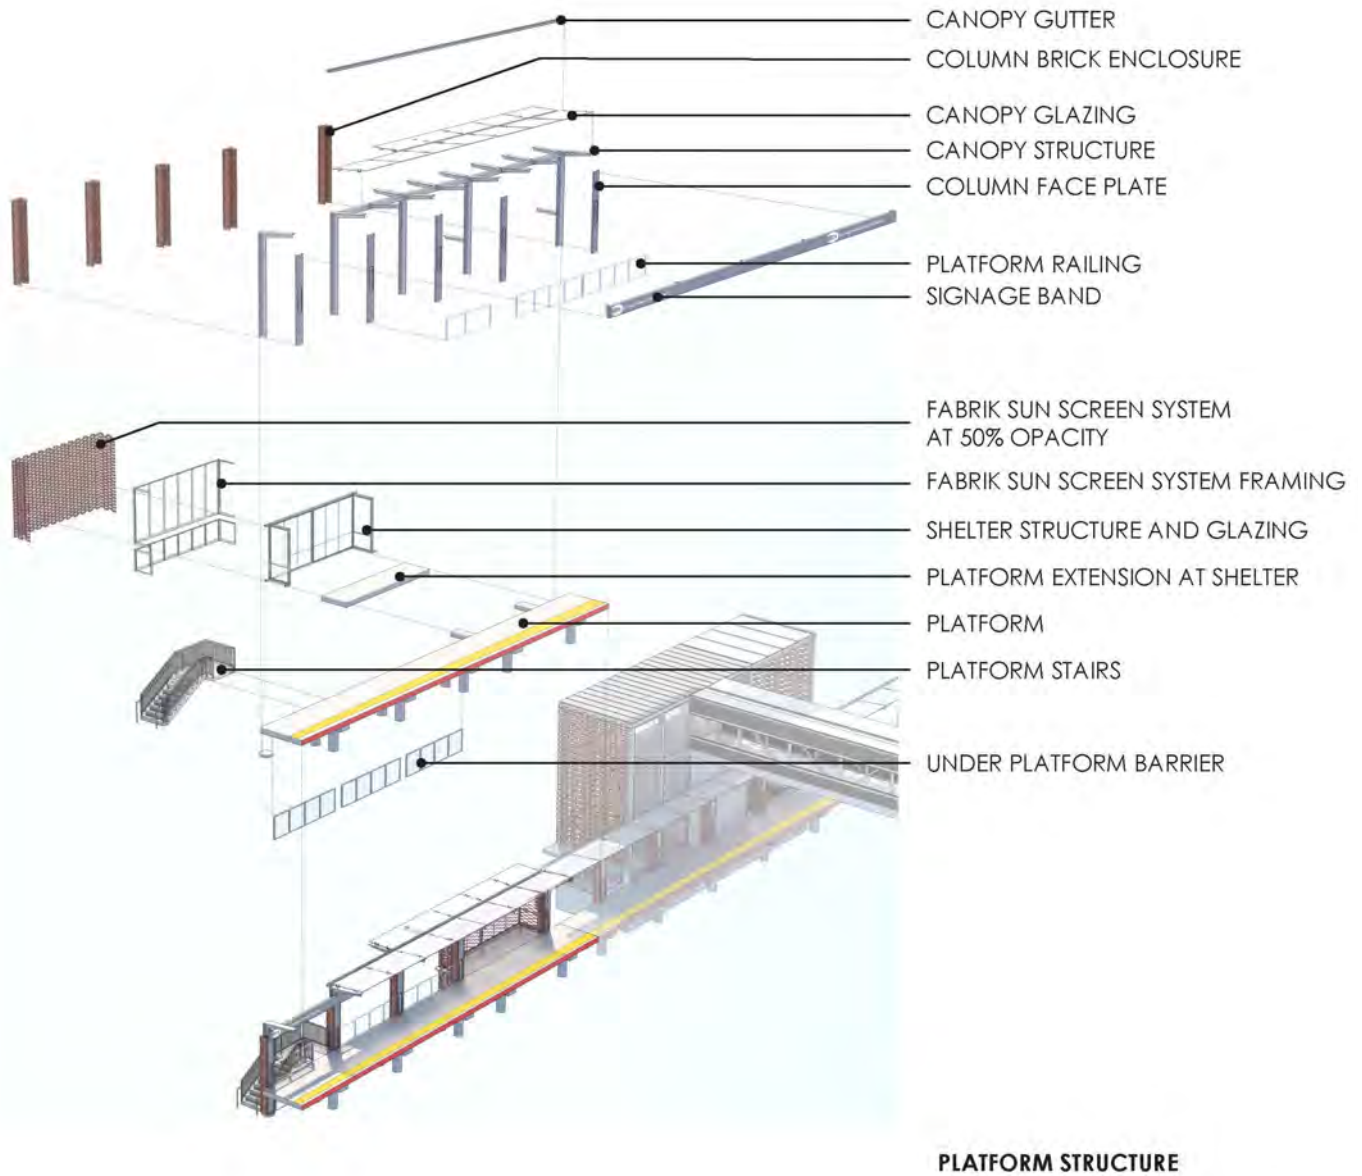 CANOPY GUTTER
COLUMN BRICK ENCLOSURE
CANOPY GLAZING
CANOPY STRUCTURE
COLUMN FACE PLATE
PLATFORM RAILING
SIGNAGE BAND
FABRIK SUN SCREEN SYSTEM
AT 50% OPACITY
FABRIK SUN SCREEN SYSTEM FRAMING
SHELTER STRUCTURE AND GLAZING
PLATFORM EXTENSION AT SHELTER
PLATFORM
PLATFORM STAIRS
UNDER PLATFORM BARRIER
PLATFORM STRUCTURE